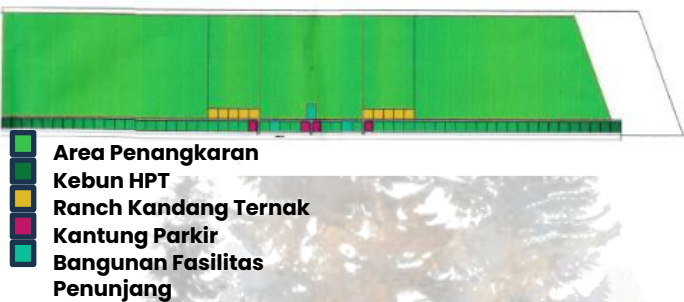 Area Penangkaran
Kebun HPT
Ranch Kandang Ternak
Kantung Parkir
Bangunan Fasilitas
Penunjang